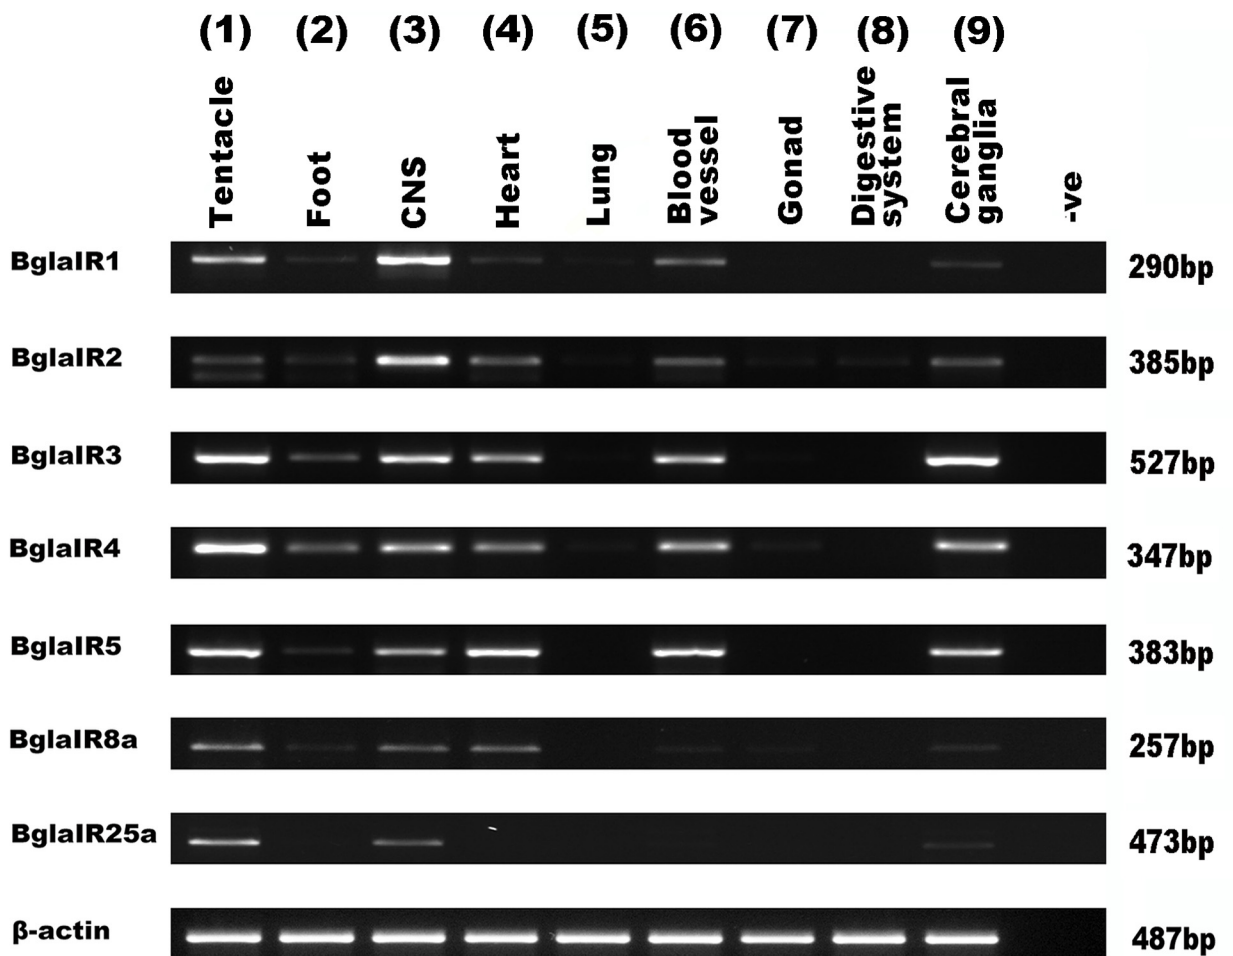 (1) (2) (3) (4) (5) (6) (7) (8) (9)
Tentacle
Foot
CNS
Heart
Lung
Blood
vessel
Gonad
Digestive
system
Cerebral
ganglia
-ve
BglaIR1 290bp
BglaIR2 385bp
BglaIR3 527bp
BglaIR4 347bp
BglaIR5 383bp
BglaIR8a 257bp
BglaIR25a 473bp
β-actin 487bp